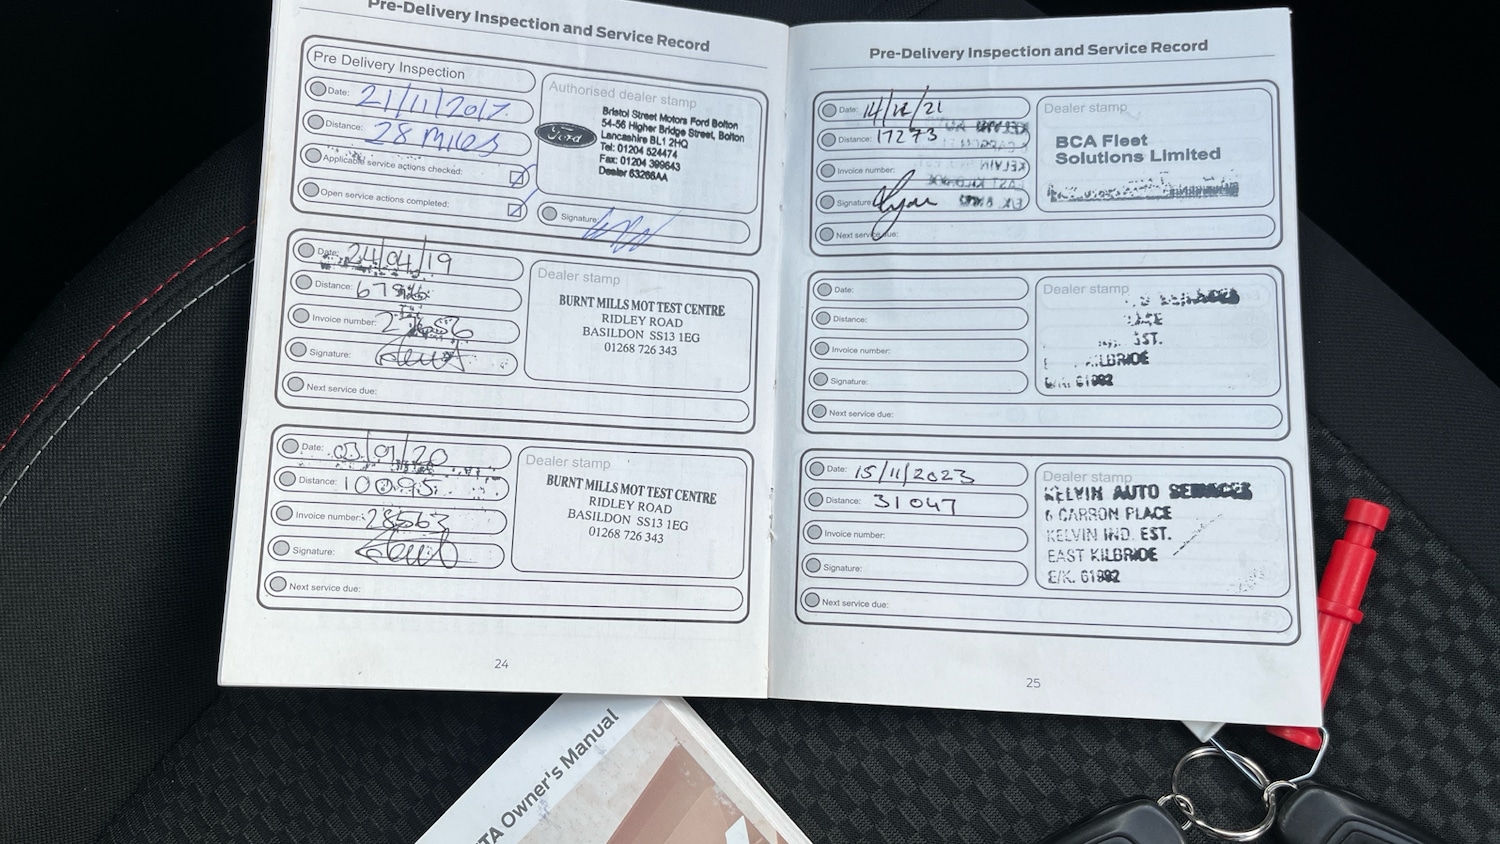 Pre-Delivery Inspection and Service Record
Pre Delivery Inspection
Date: 21/11/2017
Distance: 28 MILES
Applicable service actions checked:
Open service actions completed:
Authorised dealer stamp
Ford
Bristol Street Motors Ford Bolton
54-56 Higher Bridge Street, Bolton
Lancashire BL1 2HQ
Tel: 01204 524474
Fax: 01204 399643
Dealer 63266AA
Signature:
Date: 24/04/19
Distance:
Invoice number:
Signature:
Next service due:
Dealer stamp
BURNT MILLS MOT TEST CENTRE
RIDLEY ROAD
BASILDON SS13 1EG
01268 726 343
Date:
Distance: 10095
Invoice number: 28563
Signature:
Next service due:
Dealer stamp
BURNT MILLS MOT TEST CENTRE
RIDLEY ROAD
BASILDON SS13 1EG
01268 726 343
24
Pre-Delivery Inspection and Service Record
Date: 14/12/21
Distance: 17273
Invoice number:
Signature:
Next service due:
Dealer stamp
BCA Fleet
Solutions Limited
Date:
Distance:
Invoice number:
Signature:
Next service due:
Dealer stamp
Date: 15/11/2023
Distance: 31047
Invoice number:
Signature:
Next service due:
Dealer stamp
KELVIN AUTO SERVICES
6 CARRON PLACE
KELVIN IND. EST.
EAST KILBRIDE
E/K. 61992
25
TA Owner's Manual